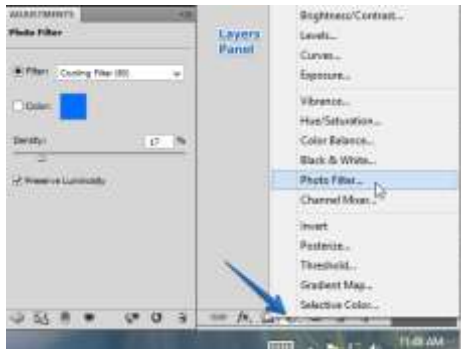 ADJUSTMENTS
Photo Filter
Filter: Cooling Filter (80)
Color:
Density: 17 %
Preserve Luminosity
Layers
Panel
Brightness/Contrast...
Levels...
Curves...
Exposure...
Vibrance...
Hue/Saturation...
Color Balance...
Black & White...
Photo Filter...
Channel Mixer...
Invert
Posterize...
Threshold...
Gradient Map...
Selective Color...
fx.
11:48 AM